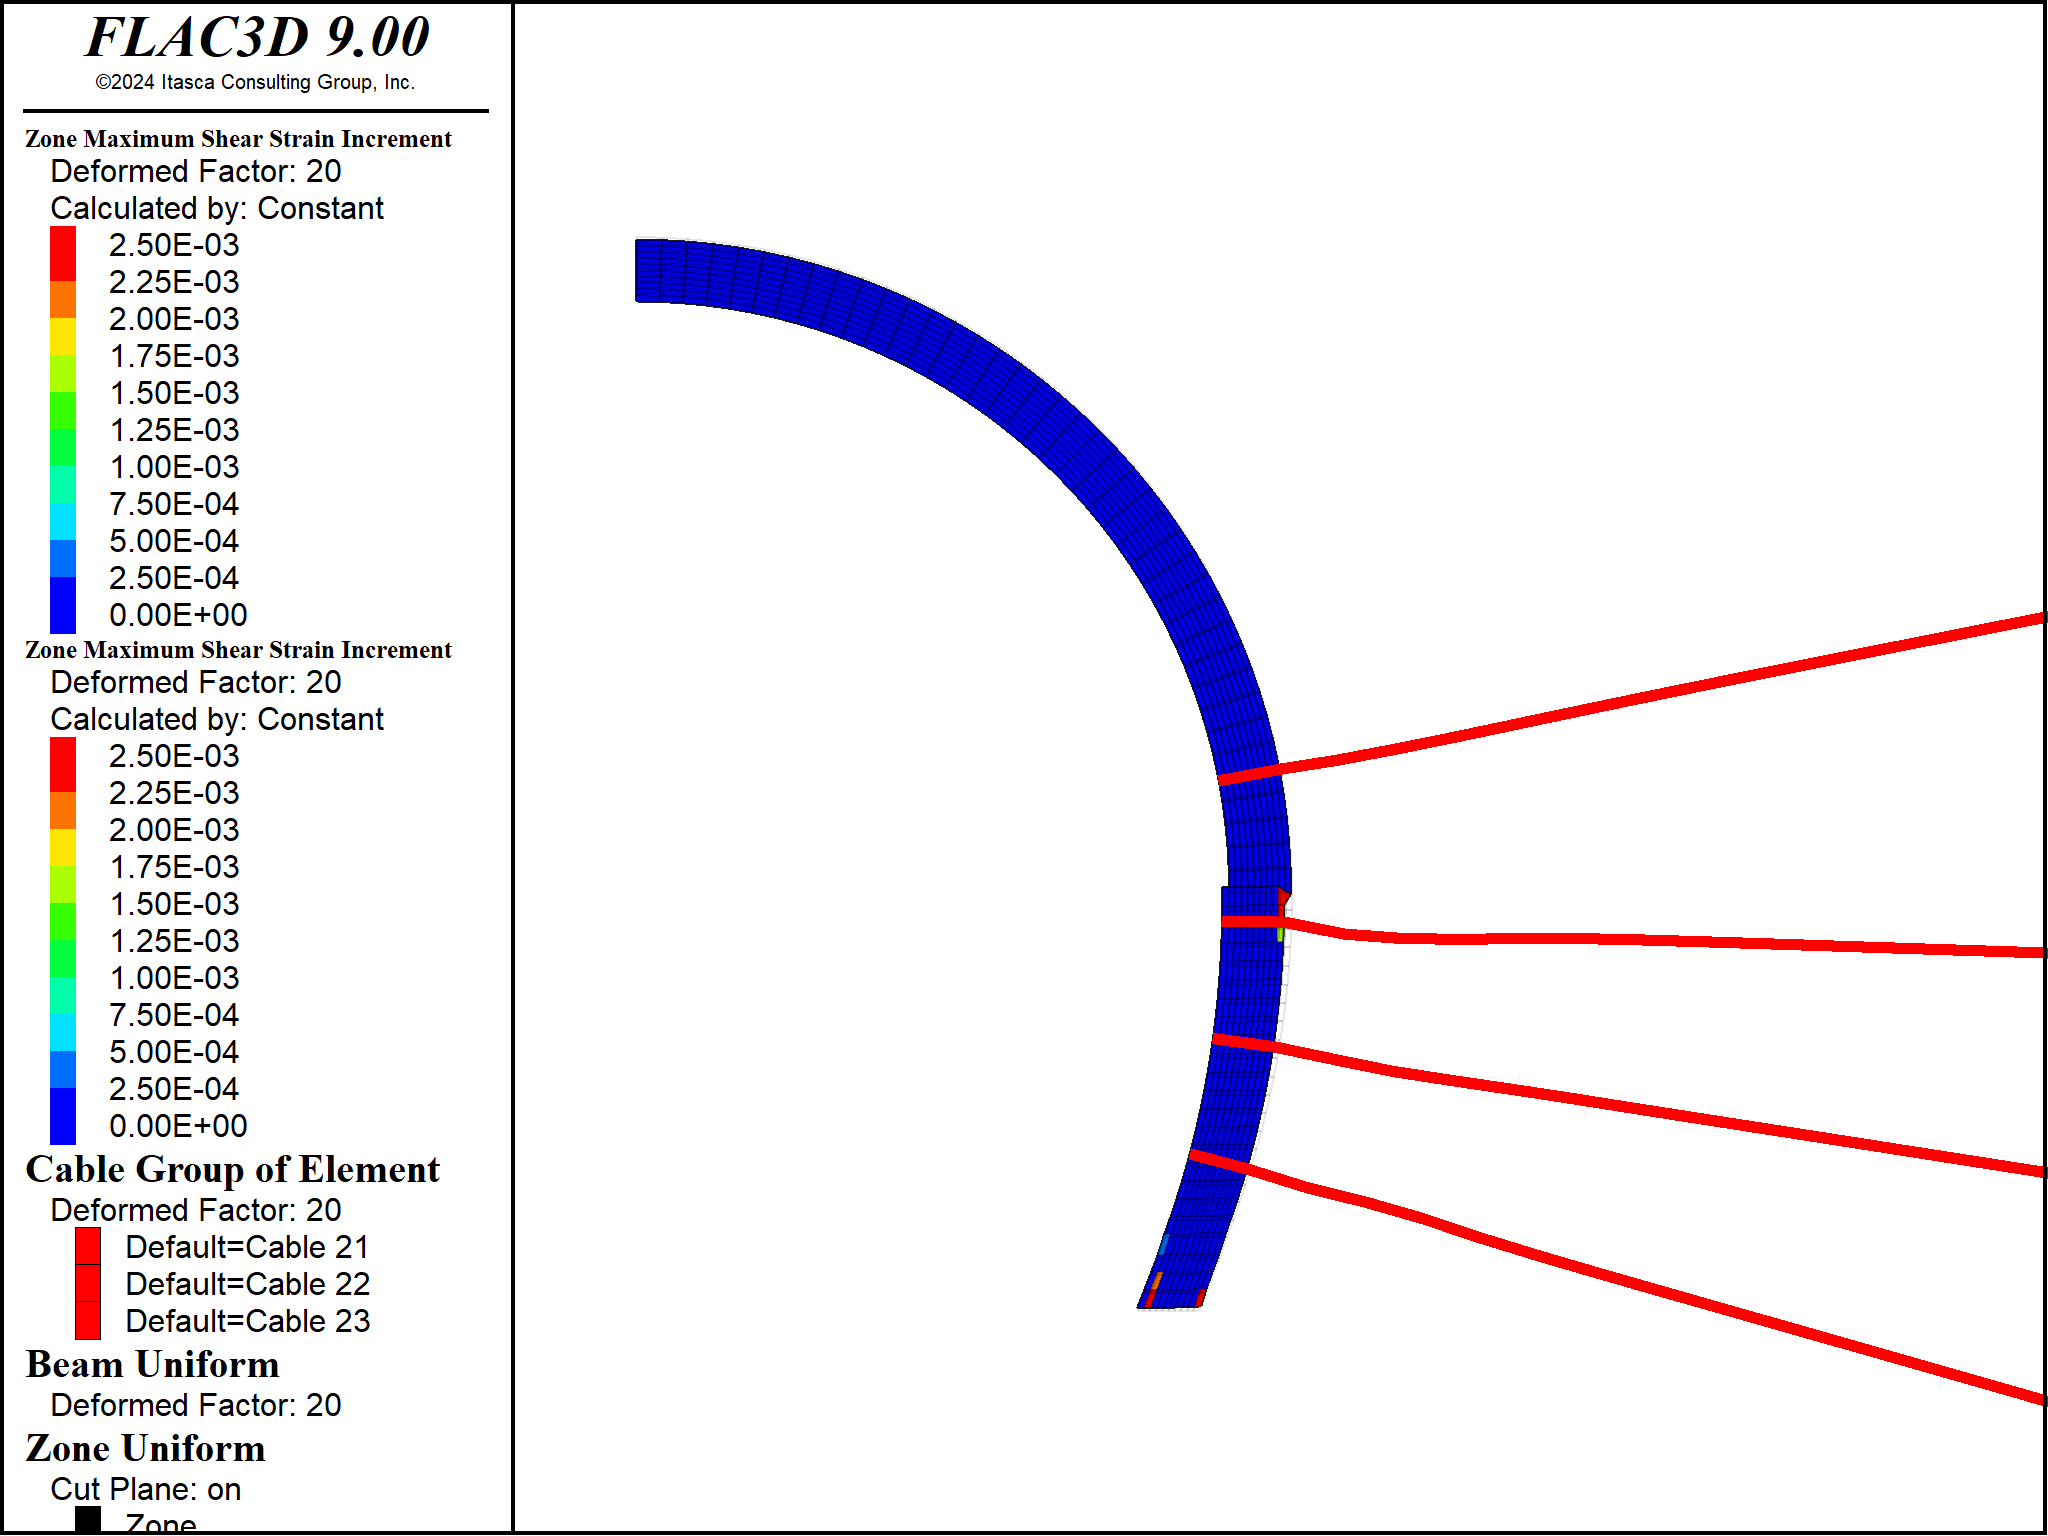 FLAC3D 9.00
©2024 Itasca Consulting Group, Inc.
Zone Maximum Shear Strain Increment
Deformed Factor: 20
Calculated by: Constant
2.50E-03
2.25E-03
2.00E-03
1.75E-03
1.50E-03
1.25E-03
1.00E-03
7.50E-04
5.00E-04
2.50E-04
0.00E+00
Zone Maximum Shear Strain Increment
Deformed Factor: 20
Calculated by: Constant
2.50E-03
2.25E-03
2.00E-03
1.75E-03
1.50E-03
1.25E-03
1.00E-03
7.50E-04
5.00E-04
2.50E-04
0.00E+00
Cable Group of Element
Deformed Factor: 20
Default=Cable 21
Default=Cable 22
Default=Cable 23
Beam Uniform
Deformed Factor: 20
Zone Uniform
Cut Plane: on
Zone